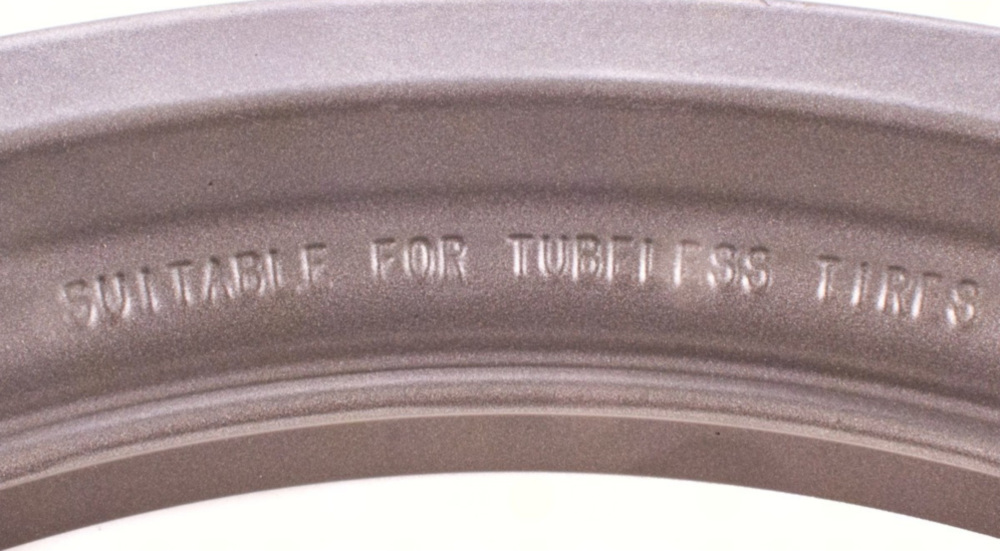 SUITABLE FOR TUBELESS TIRES